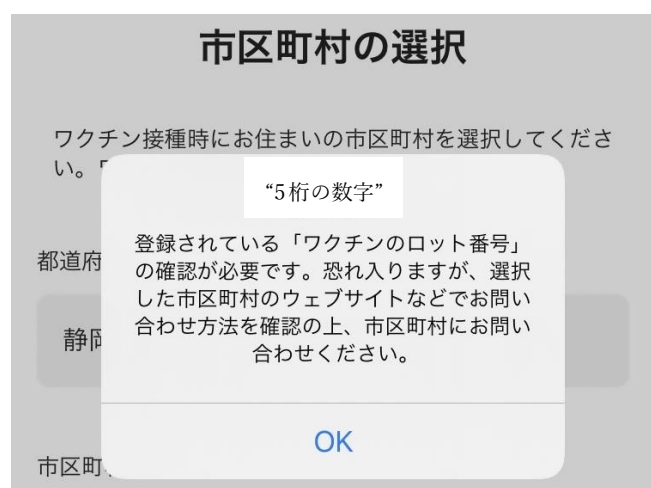 市区町村の選択
ワクチン接種時にお住まいの市区町村を選択してくださ
い。
“5桁の数字”
登録されている「ワクチンのロット番号」
の確認が必要です。恐れ入りますが、選択
した市区町村のウェブサイトなどでお問い
合わせ方法を確認の上、市区町村にお問い
合わせください。
都道府
静岡
OK
市区町